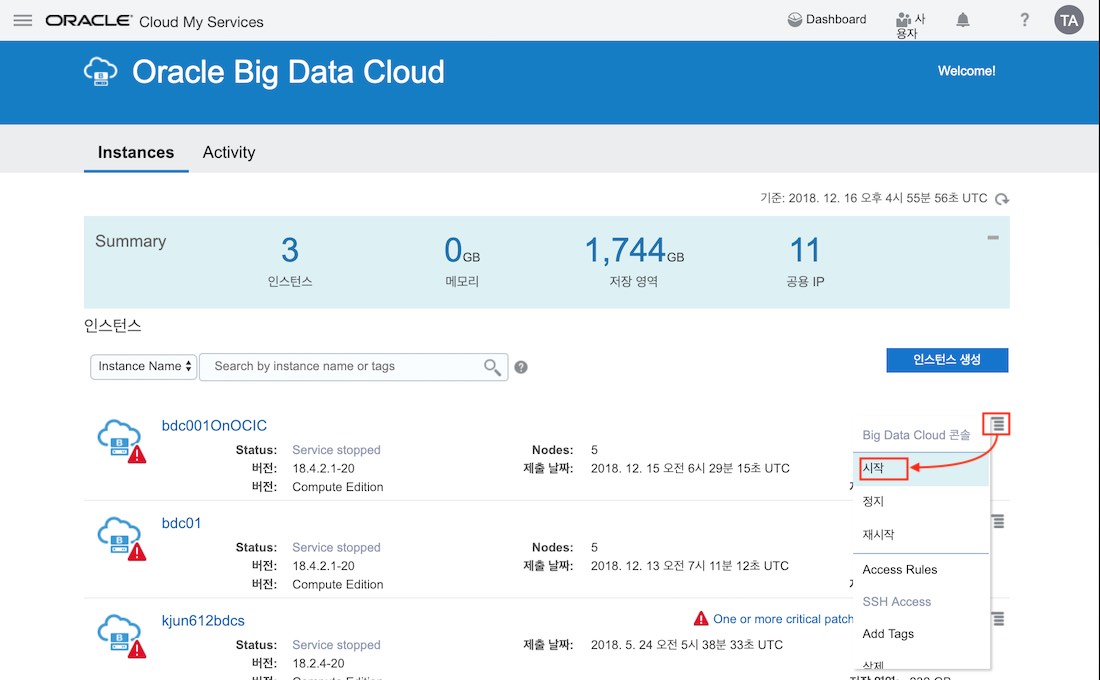 ORACLE Cloud My Services
Dashboard
사
용자
?
TA
Oracle Big Data Cloud
Welcome!
Instances
Activity
기준: 2018. 12. 16 오후 4시 55분 56초 UTC
Summary
3
0GB
1,744GB
11
인스턴스
메모리
저장 영역
공용 IP
인스턴스
Instance Name
Search by instance name or tags
?
인스턴스 생성
bdc001OnOCIC
Status: Service stopped
버전: 18.4.2.1-20
버전: Compute Edition
Nodes: 5
제출 날짜: 2018. 12. 15 오전 6시 29분 15초 UTC
bdc01
Status: Service stopped
버전: 18.4.2.1-20
버전: Compute Edition
Nodes: 5
제출 날짜: 2018. 12. 13 오전 7시 11분 12초 UTC
kjun612bdcs
Status: Service stopped
버전: 18.2.4-20
버전: Compute Edition
One or more critical patch
제출 날짜: 2018. 5. 24 오전 5시 38분 33초 UTC
Big Data Cloud 콘솔
시작
정지
재시작
Access Rules
SSH Access
Add Tags
삭제